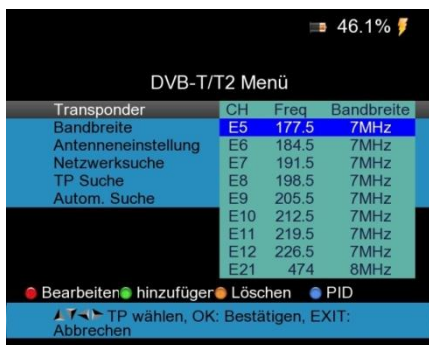 46.1%
DVB-T/T2 Menü
Transponder CH Freq Bandbreite
Bandbreite E5 177.5 7MHz
Antenneneinstellung E6 184.5 7MHz
Netzwerksuche E7 191.5 7MHz
TP Suche E8 198.5 7MHz
Autom. Suche E9 205.5 7MHz
E10 212.5 7MHz
E11 219.5 7MHz
E12 226.5 7MHz
E21 474 8MHz
Bearbeiten hinzufüger Löschen PID
TP wählen, OK: Bestätigen, EXIT:
Abbrechen